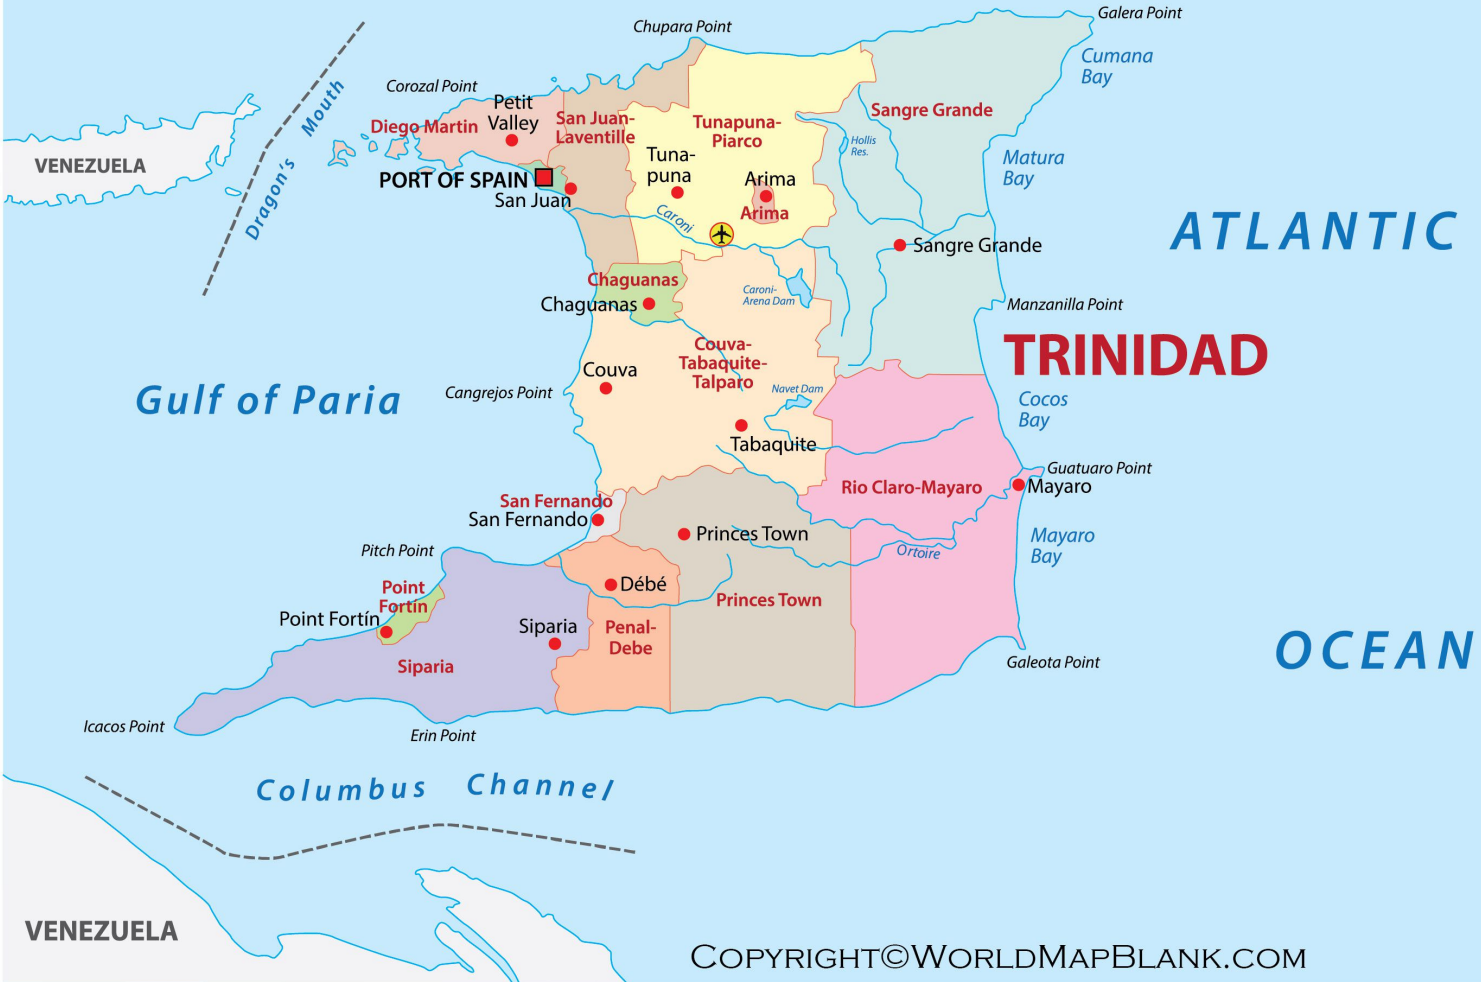 Galera Point
Chupara Point
Cumana
Bay
Corozal Point
Petit
Valley
Diego Martin
San Juan-
Laventille
Tunapuna-
Piarco
Sangre Grande
Dragon's Mouth
VENEZUELA
Hollis
Res.
Tuna-
puna
Matura
Bay
PORT OF SPAIN
San Juan
Arima
Arima
Caroni
ATLANTIC
Sangre Grande
Chaguanas
Chaguanas
Caroni-
Arena Dam
Manzanilla Point
TRINIDAD
Couva-
Tabaquite-
Talparo
Couva
Cangrejos Point
Gulf of Paria
Navet Dam
Cocos
Bay
Tabaquite
Guatuaro Point
Mayaro
Rio Claro-Mayaro
San Fernando
San Fernando
Princes Town
Mayaro
Bay
Ortoire
Pitch Point
Point
Fortín
Point Fortín
Débé
Princes Town
Siparia
Penal-
Debe
Siparia
Galeota Point
OCEAN
Icacos Point
Erin Point
Columbus Channel
VENEZUELA
Copyright©WorldMapBlank.com